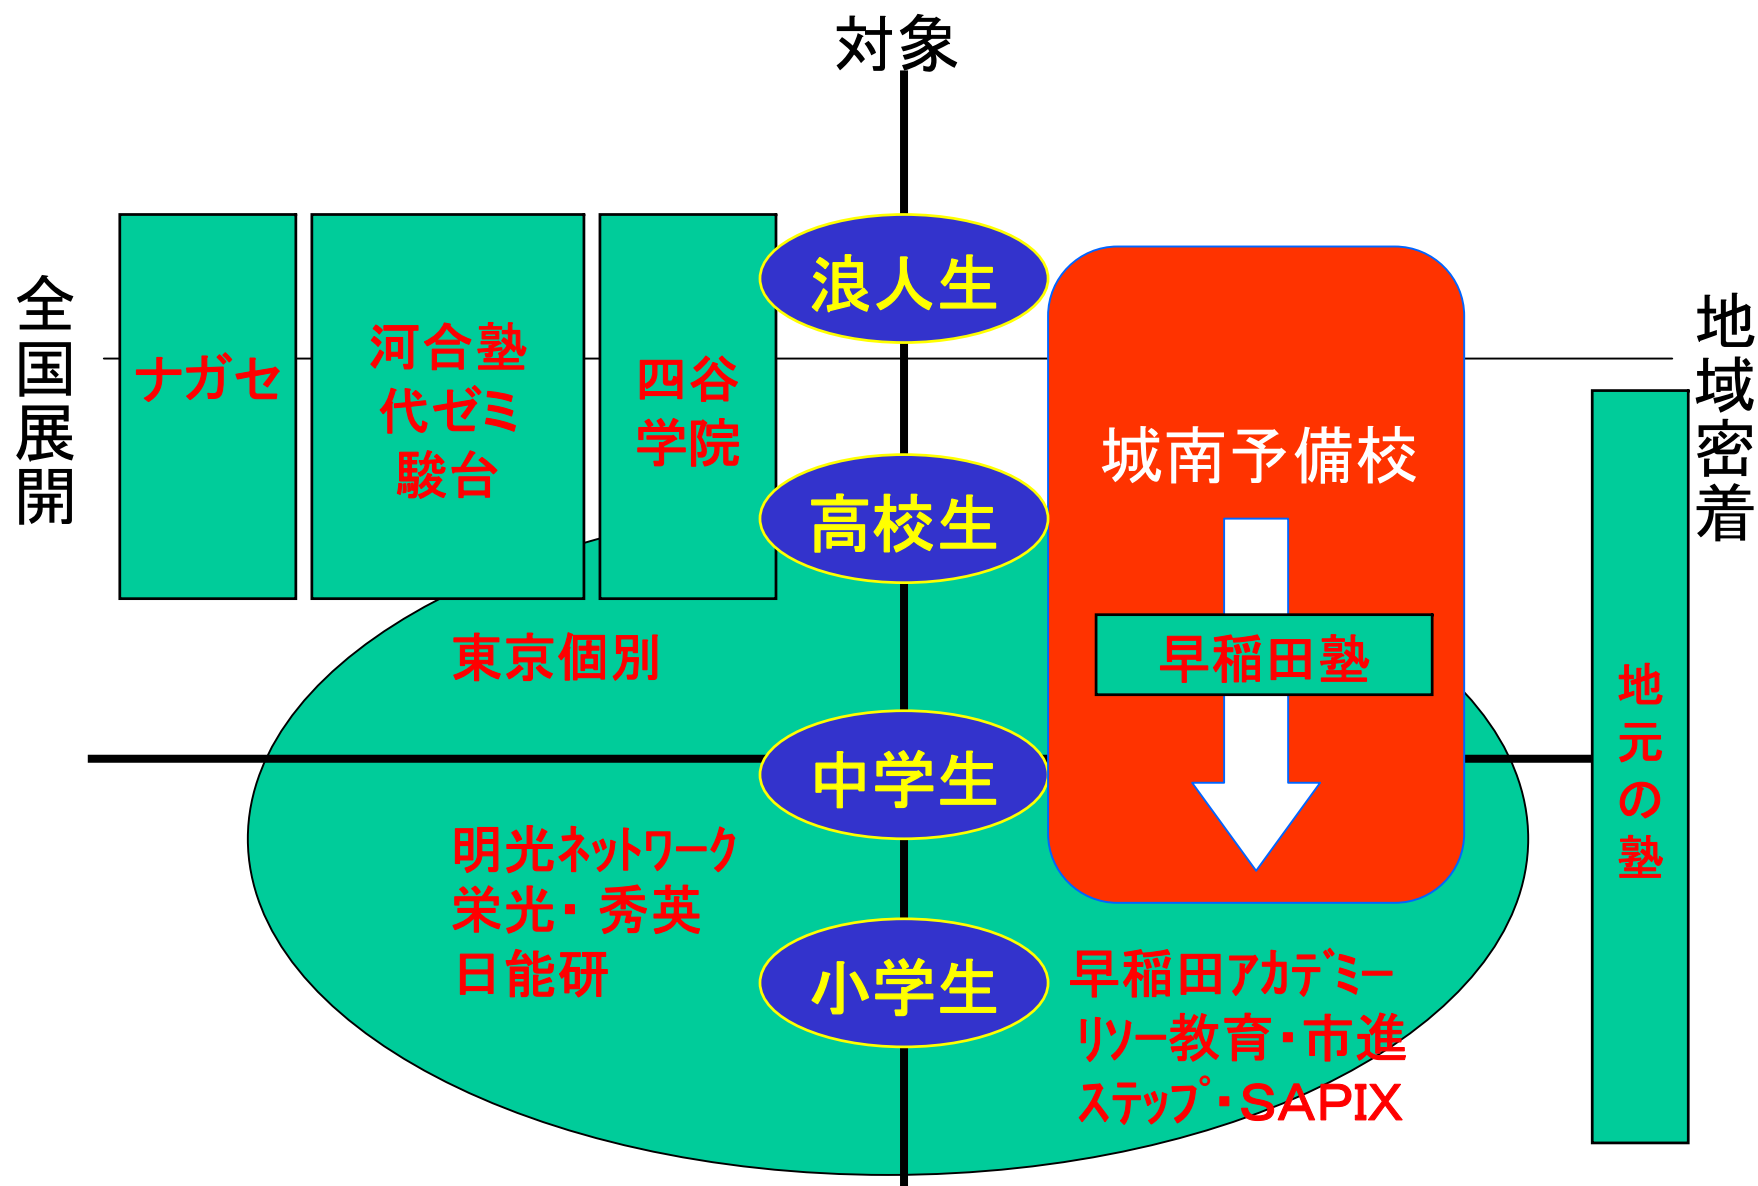 対象
全国展開
地域密着
ナガセ
河合塾
代ゼミ
駿台
四谷
学院
浪人生
高校生
中学生
小学生
城南予備校
早稲田塾
地元の塾
東京個別
明光ﾈｯﾄﾜｰｸ
栄光・秀英
日能研
早稲田ｱｶﾃﾞﾐｰ
ﾘｿｰ教育・市進
ｽﾃｯﾌﾟ・ＳＡＰＩＸ